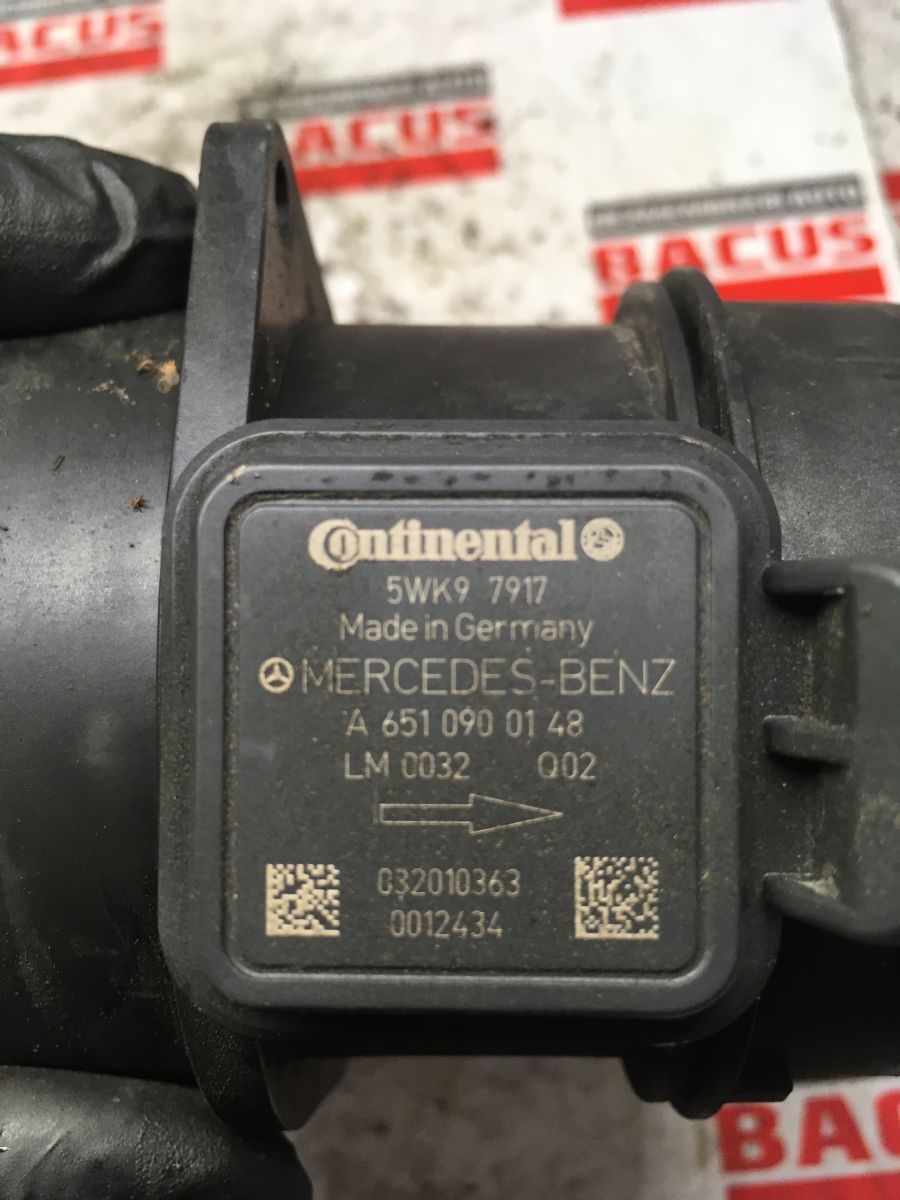 BACUS
BACUS
BACUS
Continental
5WK9 7917
Made in Germany
MERCEDES-BENZ
A 651 090 01 48
LM 0032 Q02
032010363
0012434
BACUS